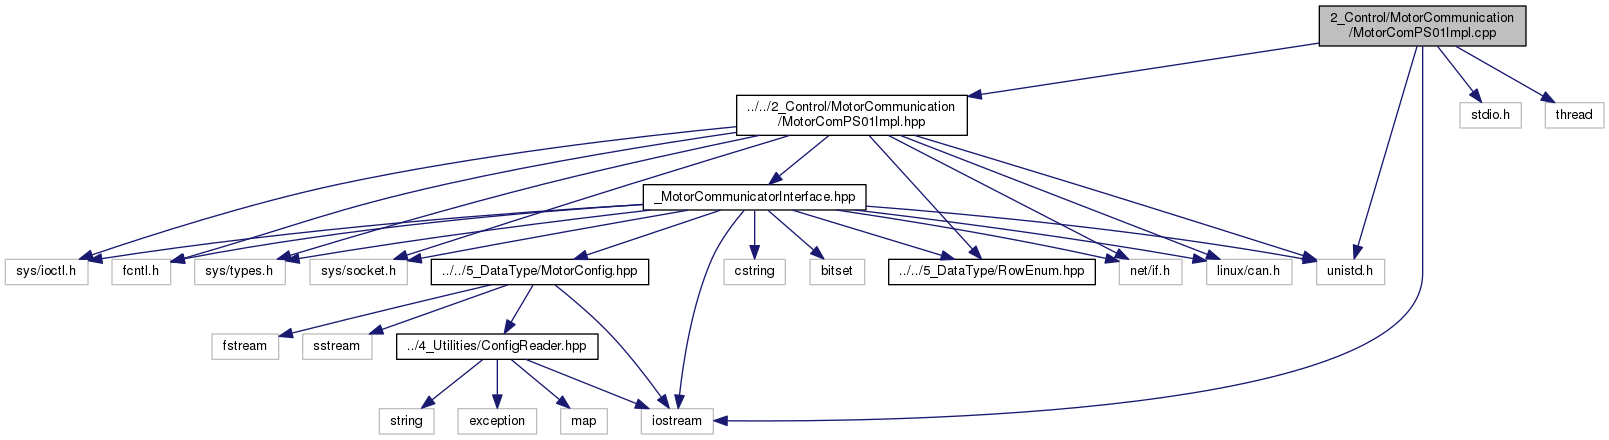 2_Control/MotorCommunication
/MotorComPS01Impl.cpp
../../2_Control/MotorCommunication
/MotorComPS01Impl.hpp
stdio.h
thread
_MotorCommunicatorInterface.hpp
sys/ioctl.h
fcntl.h
sys/types.h
sys/socket.h
../../5_DataType/MotorConfig.hpp
cstring
bitset
../../5_DataType/RowEnum.hpp
net/if.h
linux/can.h
unistd.h
fstream
sstream
../4_Utilities/ConfigReader.hpp
string
exception
map
iostream